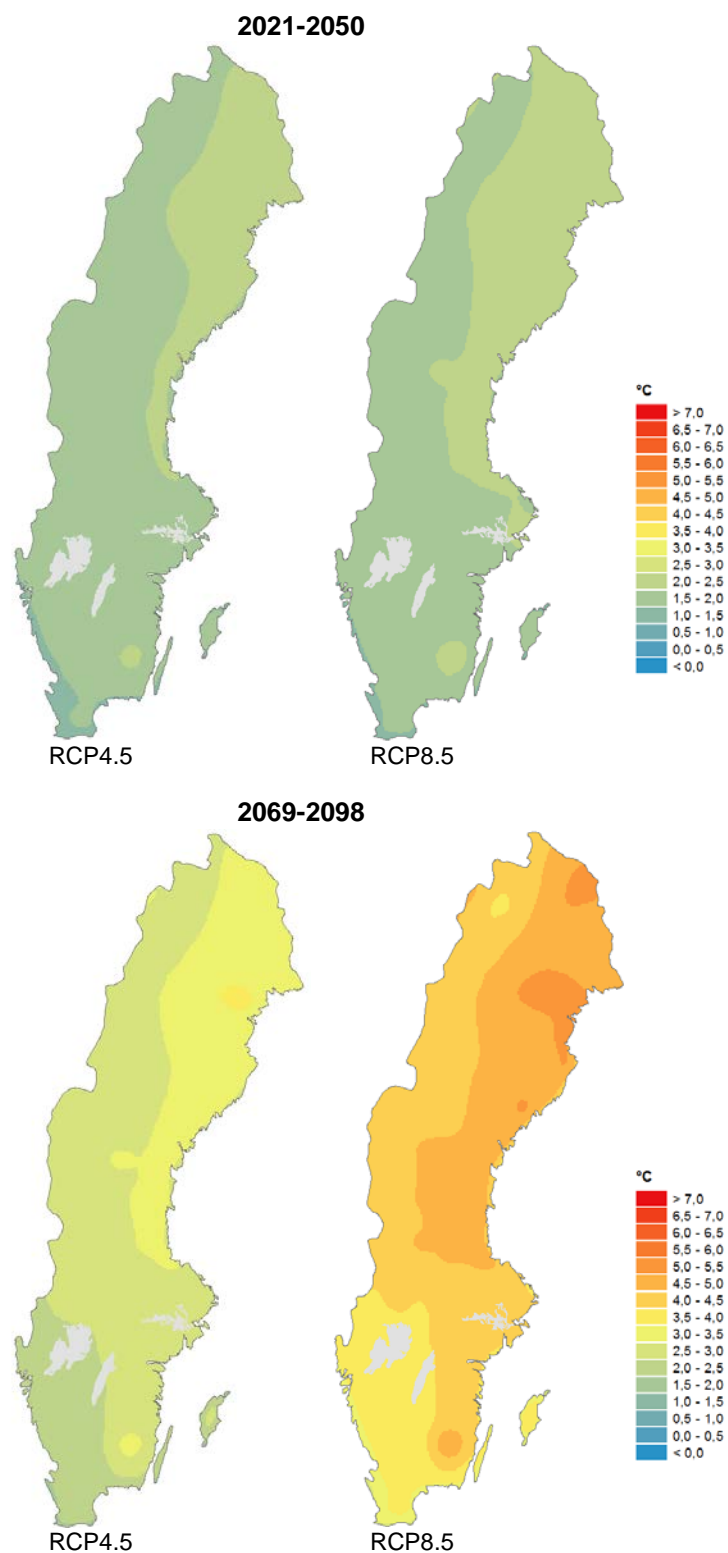 2021-2050
°C
> 7,0
6,5 - 7,0
6,0 - 6,5
5,5 - 6,0
5,0 - 5,5
4,5 - 5,0
4,0 - 4,5
3,5 - 4,0
3,0 - 3,5
2,5 - 3,0
2,0 - 2,5
1,5 - 2,0
1,0 - 1,5
0,5 - 1,0
0,0 - 0,5
< 0,0
RCP4.5
RCP8.5
2069-2098
°C
> 7,0
6,5 - 7,0
6,0 - 6,5
5,5 - 6,0
5,0 - 5,5
4,5 - 5,0
4,0 - 4,5
3,5 - 4,0
3,0 - 3,5
2,5 - 3,0
2,0 - 2,5
1,5 - 2,0
1,0 - 1,5
0,5 - 1,0
0,0 - 0,5
< 0,0
RCP4.5
RCP8.5